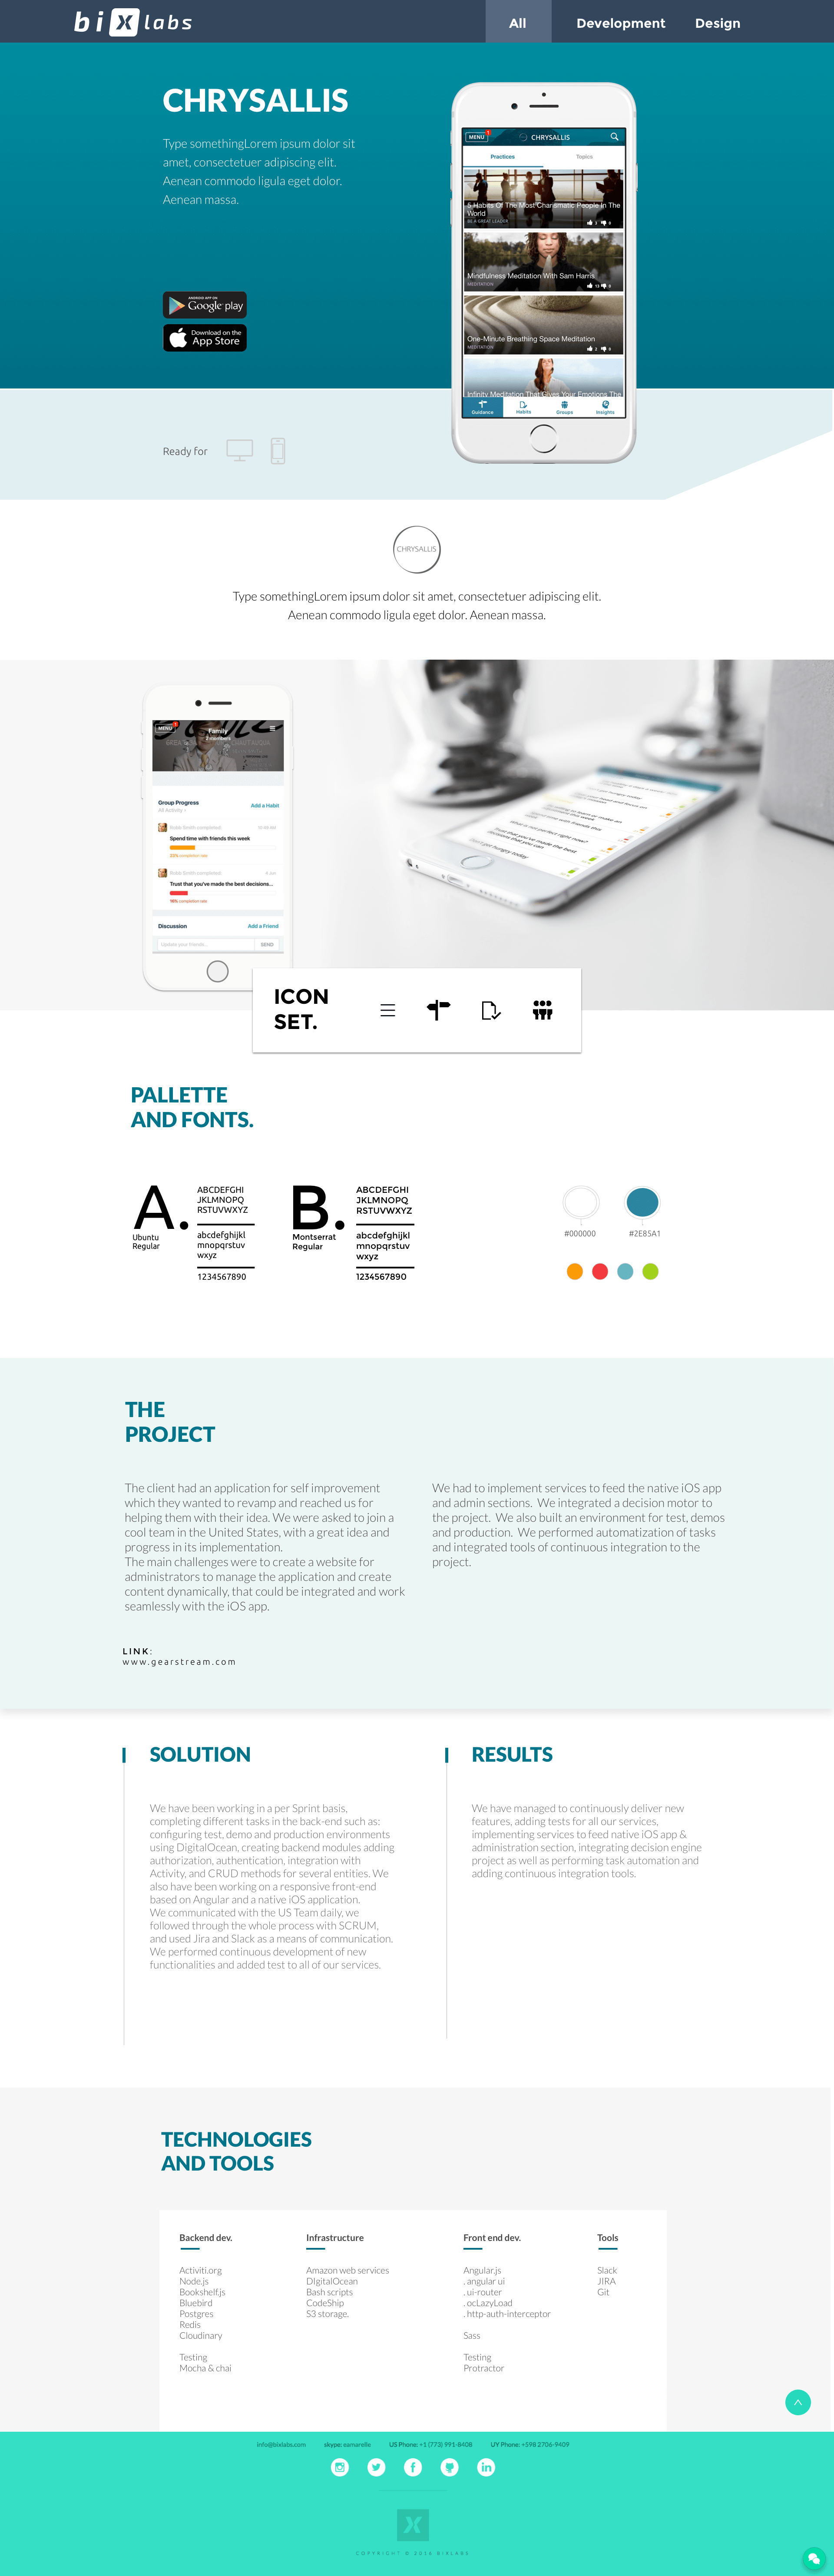 bi X labs
All Development Design
CHRYSALLIS
Type somethingLorem ipsum dolor sit
amet, consectetuer adipiscing elit.
Aenean commodo ligula eget dolor.
Aenean massa.
ANDROID APP ON
Google play
Download on the
App Store
MENU 1 CHRYSALLIS
Practices Topics
5 Habits Of The Most Charismatic People In The
World
BE A GREAT LEADER
Mindfulness Meditation With Sam Harris
MEDITATION
One-Minute Breathing Space Meditation
MEDITATION
Infinity Meditation That Gives Your Emotions The
Guidance Habits Groups Insights
Ready for
CHRYSALLIS
Type somethingLorem ipsum dolor sit amet, consectetuer adipiscing elit.
Aenean commodo ligula eget dolor. Aenean massa.
MENU 1
Family
Group Progress
Add a Habit
All Activity
Robb Smith completed
Spend time with friends this week
completion rate
Robb Smith completed
Trust that you've made the best decisions...
completion rate
Discussion Add a Friend
Update your friends... SEND
ICON
SET.
PALLETTE
AND FONTS.
A.
Ubuntu
Regular
ABCDEFGHI
JKLMNOPQ
RSTUVWXYZ
abcdefghijkl
mnopqrstuv
wxyz
1234567890
B.
Montserrat
Regular
ABCDEFGHI
JKLMNOPQ
RSTUVWXYZ
abcdefghijkl
mnopqrstuv
wxyz
1234567890
#000000 #2E85A1
THE
PROJECT
The client had an application for self improvement
which they wanted to revamp and reached us for
helping them with their idea. We were asked to join a
cool team in the United States, with a great idea and
progress in its implementation.
The main challenges were to create a website for
administrators to manage the application and create
content dynamically, that could be integrated and work
seamlessly with the iOS app.
We had to implement services to feed the native iOS app
and admin sections. We integrated a decision motor to
the project. We also built an environment for test, demos
and production. We performed automatization of tasks
and integrated tools of continuous integration to the
project.
LINK:
www.gearstream.com
SOLUTION
We have been working in a per Sprint basis,
completing different tasks in the back-end such as:
configuring test, demo and production environments
using DigitalOcean, creating backend modules adding
authorization, authentication, integration with
Activity, and CRUD methods for several entities. We
also have been working on a responsive front-end
based on Angular and a native iOS application.
We communicated with the US Team daily, we
followed through the whole process with SCRUM,
and used Jira and Slack as a means of communication.
We performed continuous development of new
functionalities and added test to all of our services.
RESULTS
We have managed to continuously deliver new
features, adding tests for all our services,
implementing services to feed native iOS app &
administration section, integrating decision engine
project as well as performing task automation and
adding continuous integration tools.
TECHNOLOGIES
AND TOOLS
Backend dev.
Activiti.org
Node.js
Bookshelf.js
Bluebird
Postgres
Redis
Cloudinary
Testing
Mocha & chai
Infrastructure
Amazon web services
DIgitalOcean
Bash scripts
CodeShip
S3 storage.
Front end dev.
Angular.js
. angular ui
. ui-router
. ocLazyLoad
. http-auth-interceptor
Sass
Testing
Protractor
Tools
Slack
JIRA
Git
info@bixlabs.com skype: eamarelle US Phone: +1 (773) 991-8408 UY Phone: +598 2706-9409
X
COPYRIGHT © 2016 BIXLABS